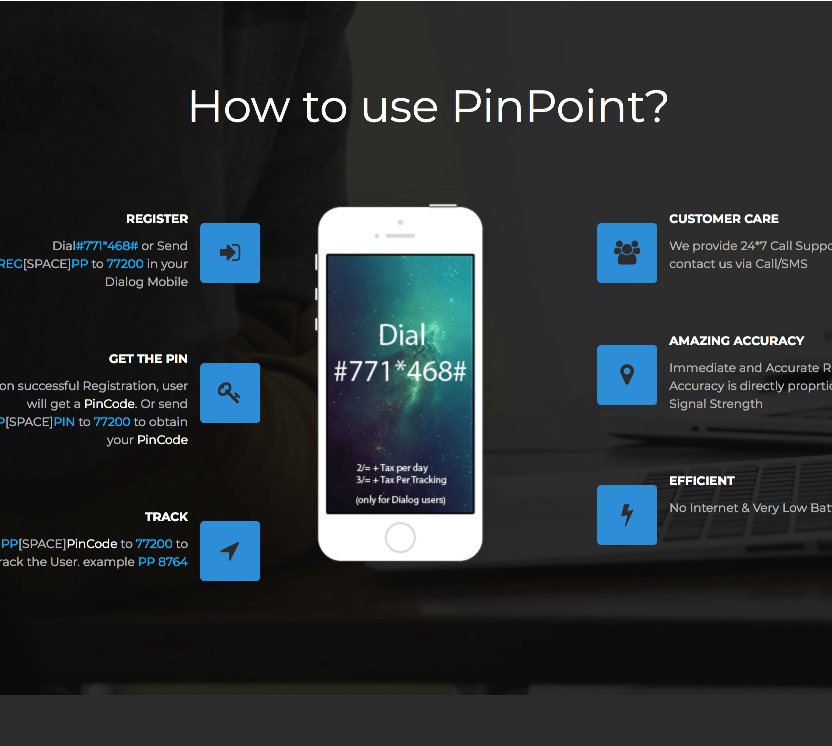 How to use PinPoint?
REGISTER
Dial#771*468# or Send
REG[SPACE]PP to 77200 in your
Dialog Mobile
GET THE PIN
on successful Registration, user
will get a PinCode. Or send
P[SPACE]PIN to 77200 to obtain
your PinCode
TRACK
PP[SPACE]PinCode to 77200 to
rack the User. example PP 8764
Dial
#771*468#
2/= +Tax per day
3/= +Tax Per Tracking
(only for Dialog users)
CUSTOMER CARE
We provide 24*7 Call Suppo
contact us via Call/SMS
AMAZING ACCURACY
Immediate and Accurate R
Accuracy is directly proprtio
Signal Strength
EFFICIENT
No Internet & Very Low Bat